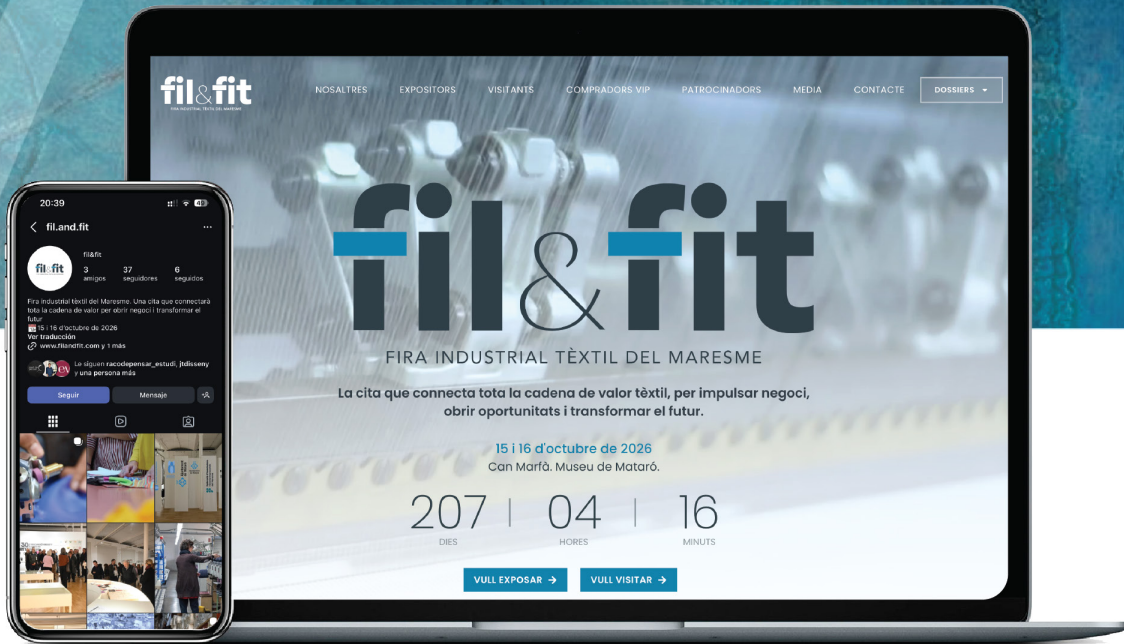 fil&fit
FIRA INDUSTRIAL TÈXTIL DEL MARESME
NOSALTRES
EXPOSITORS
VISITANTS
COMPRADORS VIP
PATROCINADORS
MEDIA
CONTACTE
DOSSIERS
fil&fit
FIRA INDUSTRIAL TÈXTIL DEL MARESME
La cita que connecta tota la cadena de valor tèxtil, per impulsar negoci,
obrir oportunitats i transformar el futur.
15 i 16 d'octubre de 2026
Can Marfà. Museu de Mataró.
207 | 04 | 16
DIES HORES MINUTS
VULL EXPOSAR → VULL VISITAR →
20:39
fil.and.fit
fil&fit
fil&fit
3 37 6
amigos seguidores seguidos
Fira Industrial tèxtil del Maresme. Una cita que connectarà
tota la cadena de valor per obrir negoci i transformar el
futur
15 i 16 d'octubre de 2026
Ver traducción
www.filandfit.com y 1 más
Le siguen racodepensar_estudi, jtdisseny
y una persona más
Seguir Mensaje